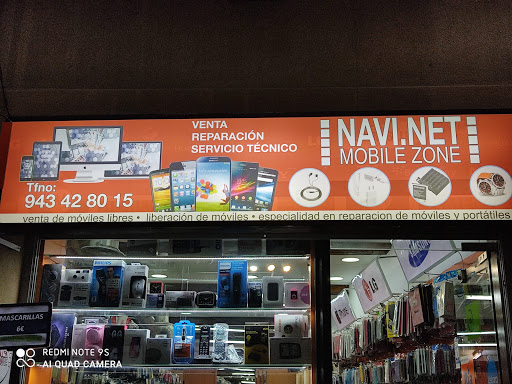 VENTA
REPARACIÓN
SERVICIO TÉCNICO
NAVI.NET
MOBILE ZONE
Tfno:
943 42 80 15
venta de móviles libres • liberación de móviles • especialidad en reparacion de móviles y portátiles
PHILIPS
MASCARILLAS
6€
REDMI NOTE 9S
AI QUAD CAMERA